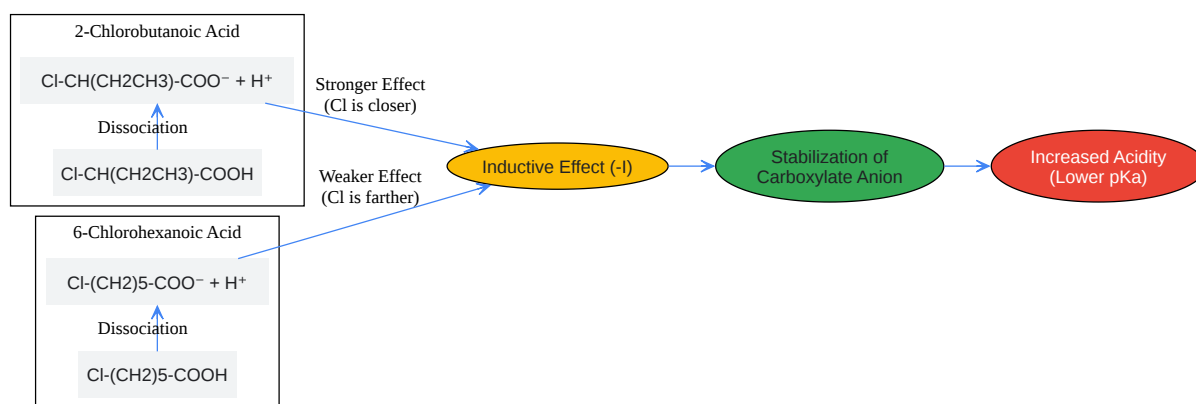 2-Chlorobutanoic Acid
Cl-CH(CH2CH3)-COO⁻ + H⁺
Dissociation
Cl-CH(CH2CH3)-COOH
6-Chlorohexanoic Acid
Cl-(CH2)5-COO⁻ + H⁺
Dissociation
Cl-(CH2)5-COOH
Stronger Effect
(Cl is closer)
Weaker Effect
(Cl is farther)
Inductive Effect (-I)
Stabilization of
Carboxylate Anion
Increased Acidity
(Lower pKa)